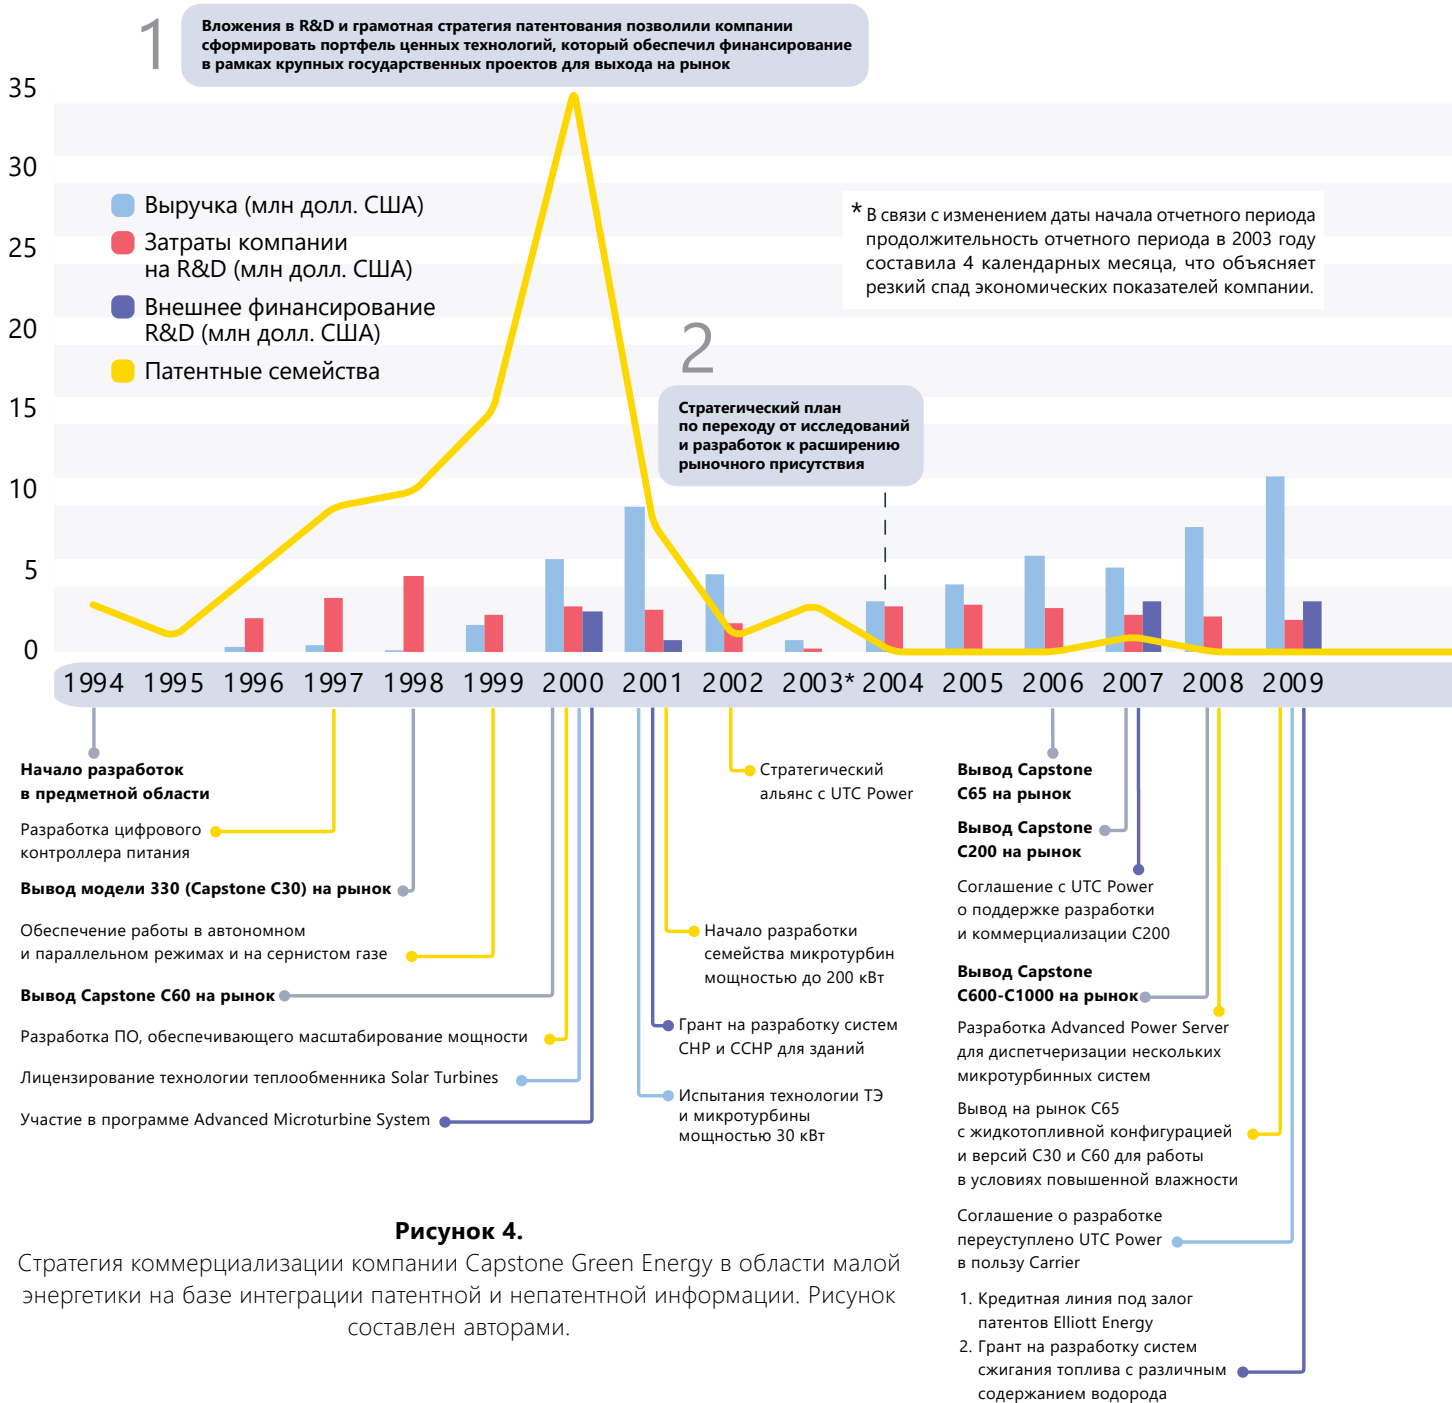 1
Вложения в R&D и грамотная стратегия патентования позволили компании
сформировать портфель ценных технологий, который обеспечил финансирование
в рамках крупных государственных проектов для выхода на рынок
35
30
25
20
15
10
5
0
Выручка (млн долл. США)
Затраты компании
на R&D (млн долл. США)
Внешнее финансирование
R&D (млн долл. США)
Патентные семейства
* В связи с изменением даты начала отчетного периода
продолжительность отчетного периода в 2003 году
составила 4 календарных месяца, что объясняет
резкий спад экономических показателей компании.
2
Стратегический план
по переходу от исследований
и разработок к расширению
рыночного присутствия
1994 1995 1996 1997 1998 1999 2000 2001 2002 2003* 2004 2005 2006 2007 2008 2009
Начало разработок
в предметной области
Разработка цифрового
контроллера питания
Вывод модели 330 (Capstone C30) на рынок
Обеспечение работы в автономном
и параллельном режимах и на сернистом газе
Вывод Capstone C60 на рынок
Разработка ПО, обеспечивающего масштабирование мощности
Лицензирование технологии теплообменника Solar Turbines
Участие в программе Advanced Microturbine System
Стратегический
альянс с UTC Power
Начало разработки
семейства микротурбин
мощностью до 200 кВт
Грант на разработку систем
CHP и CCHP для зданий
Испытания технологии ТЭ
и микротурбины
мощностью 30 кВт
Вывод Capstone
C65 на рынок
Вывод Capstone
C200 на рынок
Соглашение с UTC Power
о поддержке разработки
и коммерциализации C200
Вывод Capstone
C600-C1000 на рынок
Разработка Advanced Power Server
для диспетчеризации нескольких
микротурбинных систем
Вывод на рынок C65
с жидкотопливной конфигурацией
и версий C30 и C60 для работы
в условиях повышенной влажности
Соглашение о разработке
переуступлено UTC Power
в пользу Carrier
1. Кредитная линия под залог
патентов Elliott Energy
2. Грант на разработку систем
сжигания топлива с различным
содержанием водорода
Рисунок 4.
Стратегия коммерциализации компании Capstone Green Energy в области малой
энергетики на базе интеграции патентной и непатентной информации. Рисунок
составлен авторами.